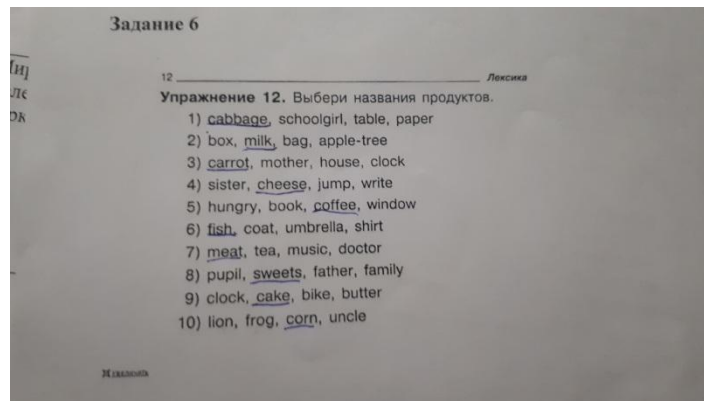 Задание 6
12 Лексика
Упражнение 12. Выбери названия продуктов.
1) cabbage, schoolgirl, table, paper
2) box, milk, bag, apple-tree
3) carrot, mother, house, clock
4) sister, cheese, jump, write
5) hungry, book, coffee, window
6) fish, coat, umbrella, shirt
7) meat, tea, music, doctor
8) pupil, sweets, father, family
9) clock, cake, bike, butter
10) lion, frog, corn, uncle